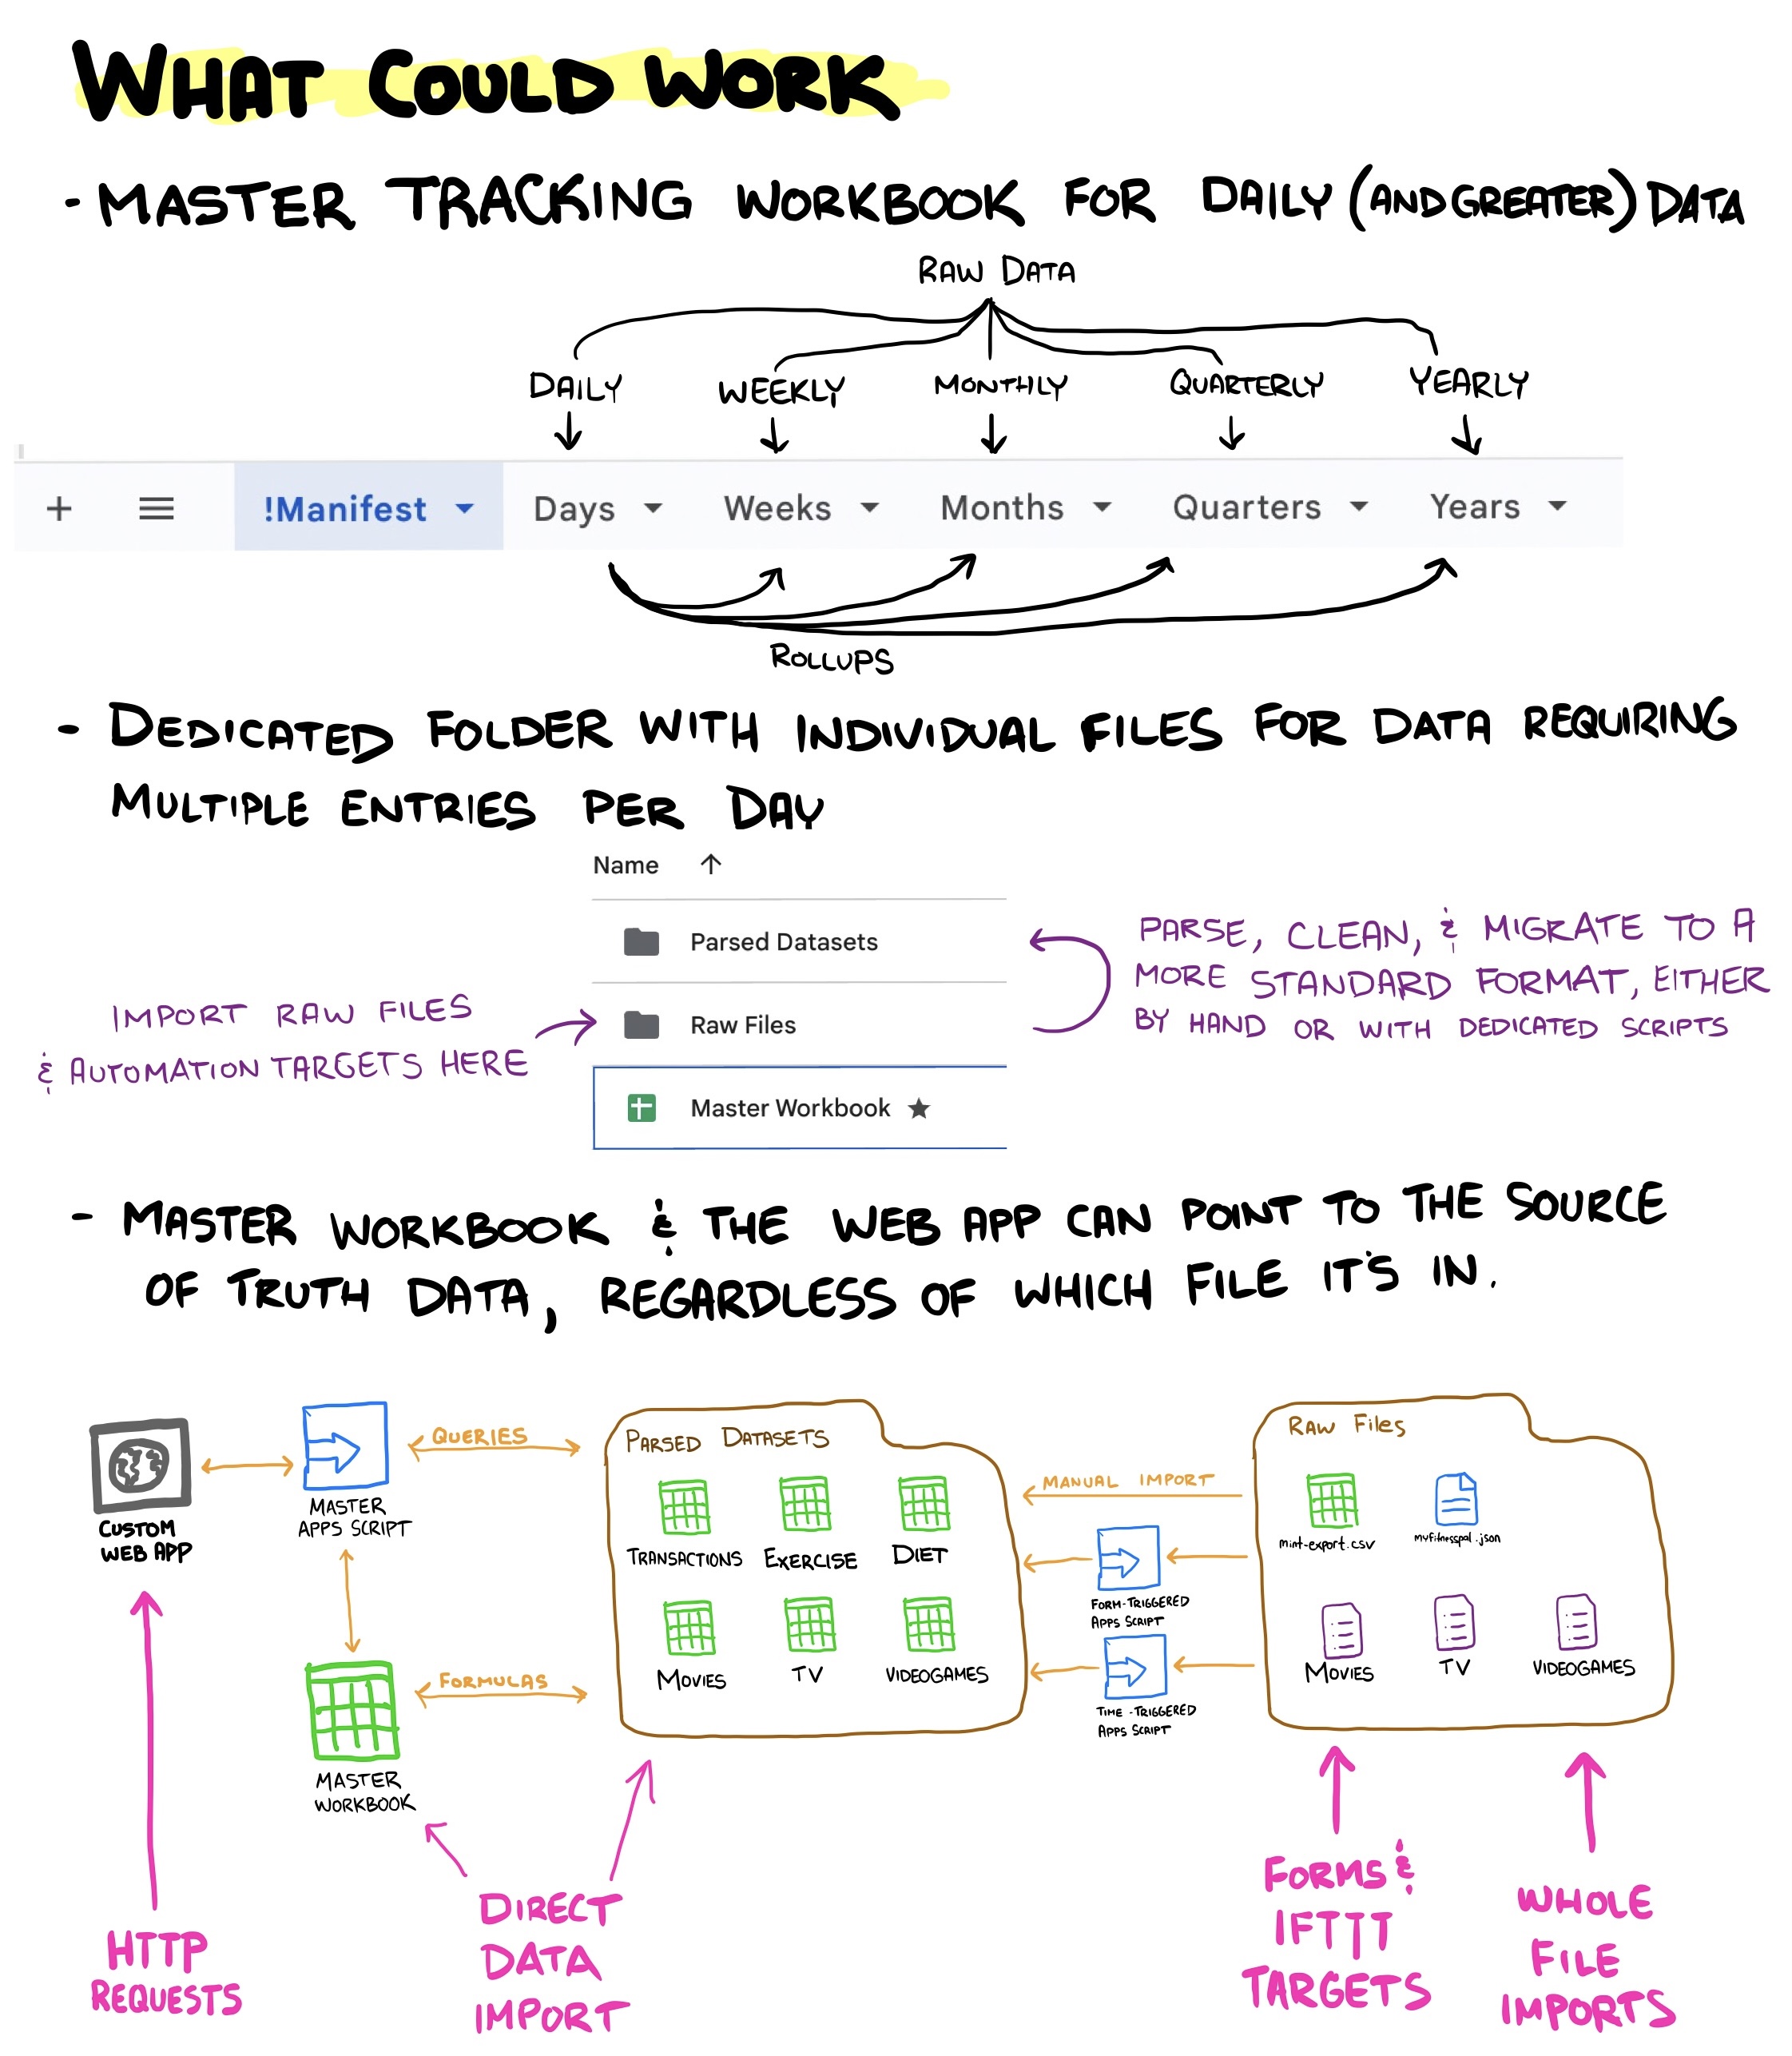 WHAT COULD WORK
- MASTER TRACKING WORKBOOK FOR DAILY (AND GREATER) DATA
RAW DATA
DAILY WEEKLY MONTHLY QUARTERLY YEARLY
+ !Manifest Days Weeks Months Quarters Years
ROLLUPS
- DEDICATED FOLDER WITH INDIVIDUAL FILES FOR DATA REQUIRING
MULTIPLE ENTRIES PER DAY
Name ↑
Parsed Datasets
Raw Files
Master Workbook ★
IMPORT RAW FILES
& AUTOMATION TARGETS HERE
PARSE, CLEAN, & MIGRATE TO A
MORE STANDARD FORMAT, EITHER
BY HAND OR WITH DEDICATED SCRIPTS
- MASTER WORKBOOK & THE WEB APP CAN POINT TO THE SOURCE
OF TRUTH DATA, REGARDLESS OF WHICH FILE IT'S IN.
CUSTOM
WEB APP
MASTER
APPS SCRIPT
QUERIES
MASTER
WORKBOOK
FORMULAS
PARSED DATASETS
TRANSACTIONS EXERCISE DIET
MOVIES TV VIDEOGAMES
MANUAL IMPORT
FORM-TRIGGERED
APPS SCRIPT
TIME-TRIGGERED
APPS SCRIPT
RAW FILES
mint-export.csv myfitnesspal.json
MOVIES TV VIDEOGAMES
HTTP
REQUESTS
DIRECT
DATA
IMPORT
FORMS &
IFTTT
TARGETS
WHOLE
FILE
IMPORTS